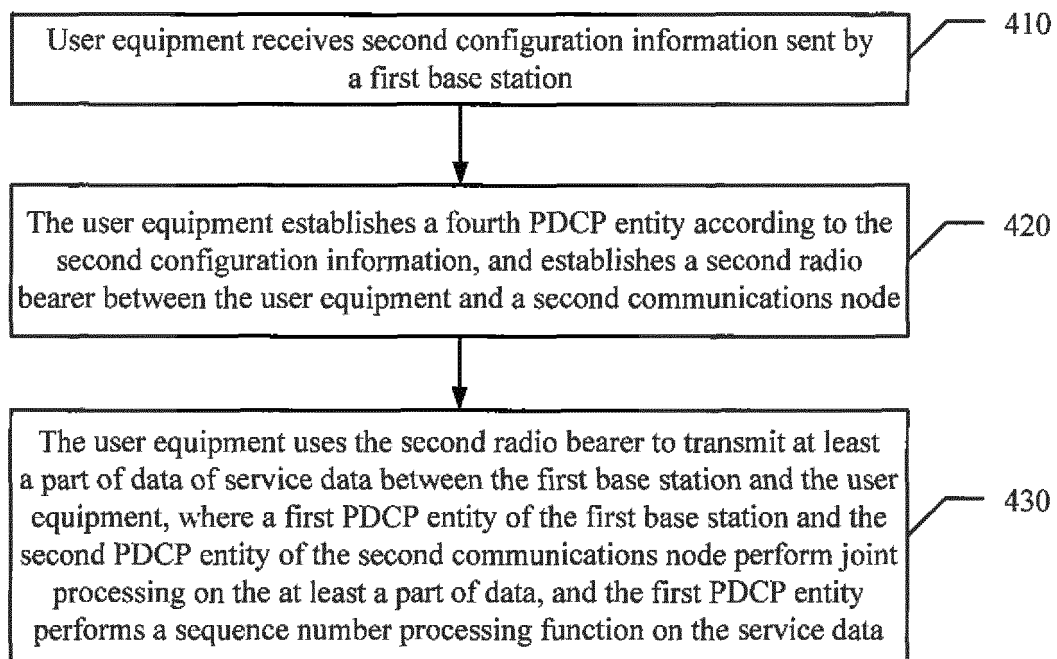 User equipment receives second configuration information sent by
a first base station
410
The user equipment establishes a fourth PDCP entity according to the
second configuration information, and establishes a second radio
bearer between the user equipment and a second communications node
420
The user equipment uses the second radio bearer to transmit at least
a part of data of service data between the first base station and the user
equipment, where a first PDCP entity of the first base station and the
second PDCP entity of the second communications node perform joint
processing on the at least a part of data, and the first PDCP entity
performs a sequence number processing function on the service data
430